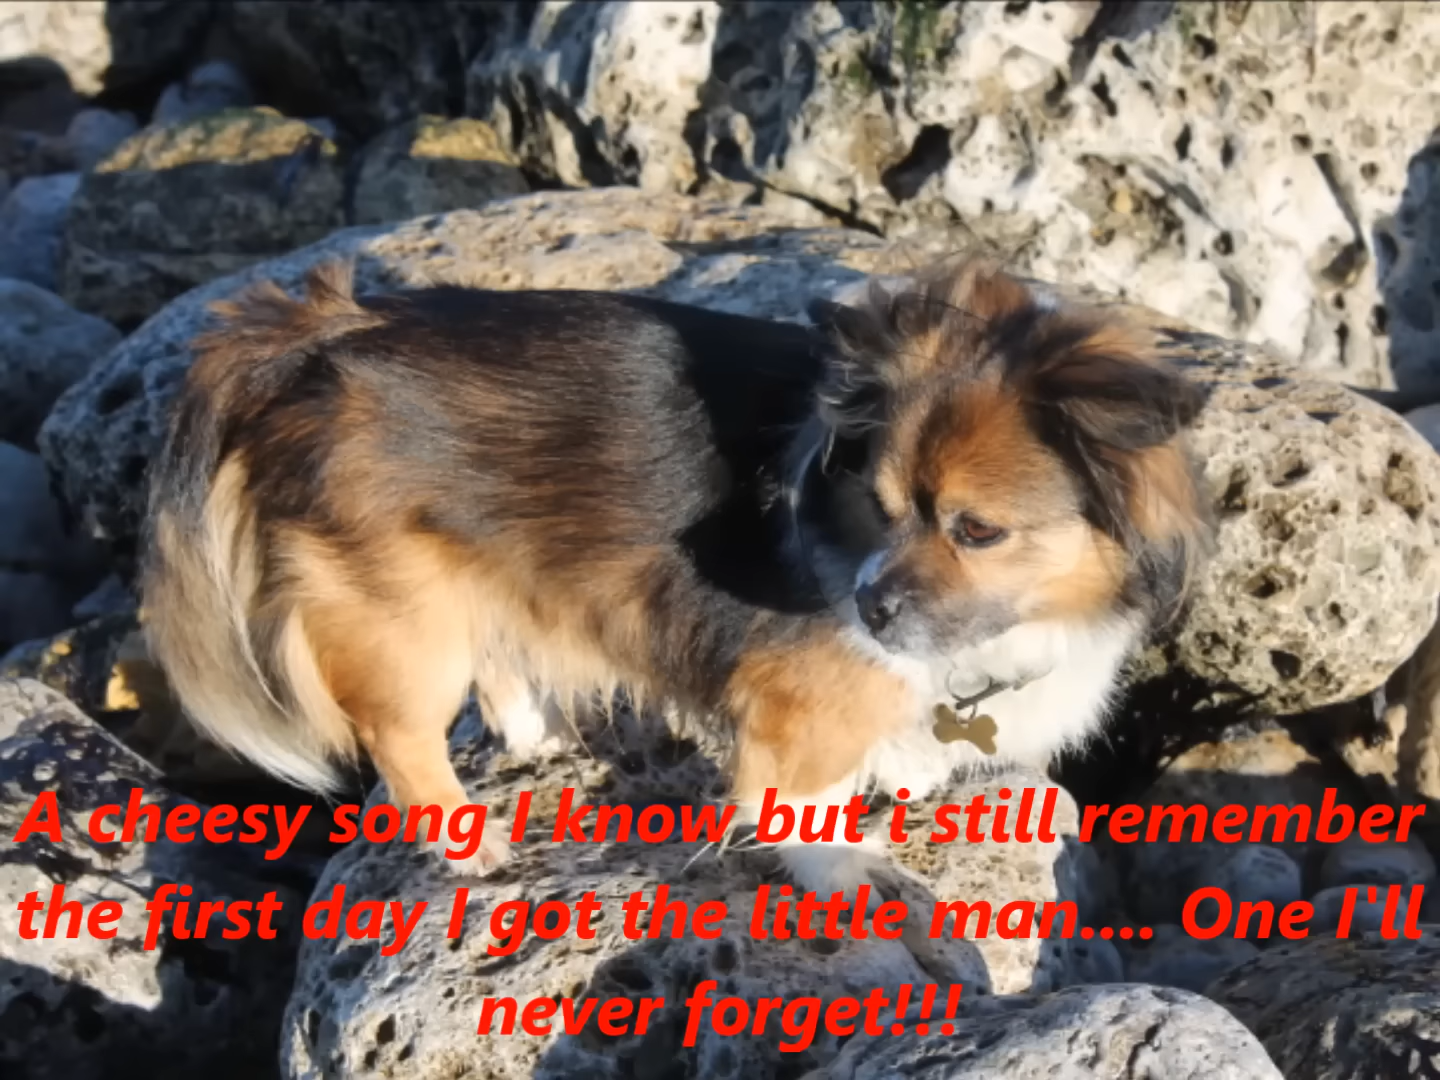 A cheesy song I know but i still remember
the first day I got the little man.... One I'll
never forget!!!